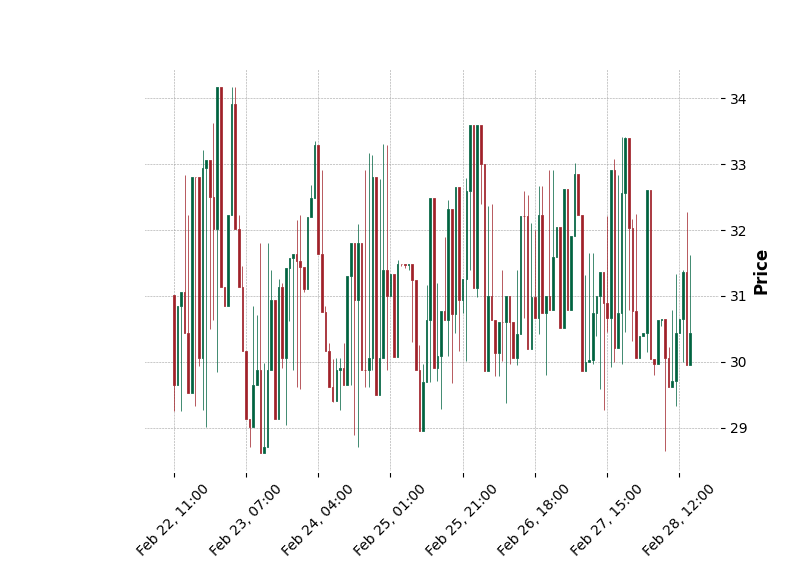 34
33
32
31
30
29
Price
Feb 22, 11:00
Feb 23, 07:00
Feb 24, 04:00
Feb 25, 01:00
Feb 25, 21:00
Feb 26, 18:00
Feb 27, 15:00
Feb 28, 12:00